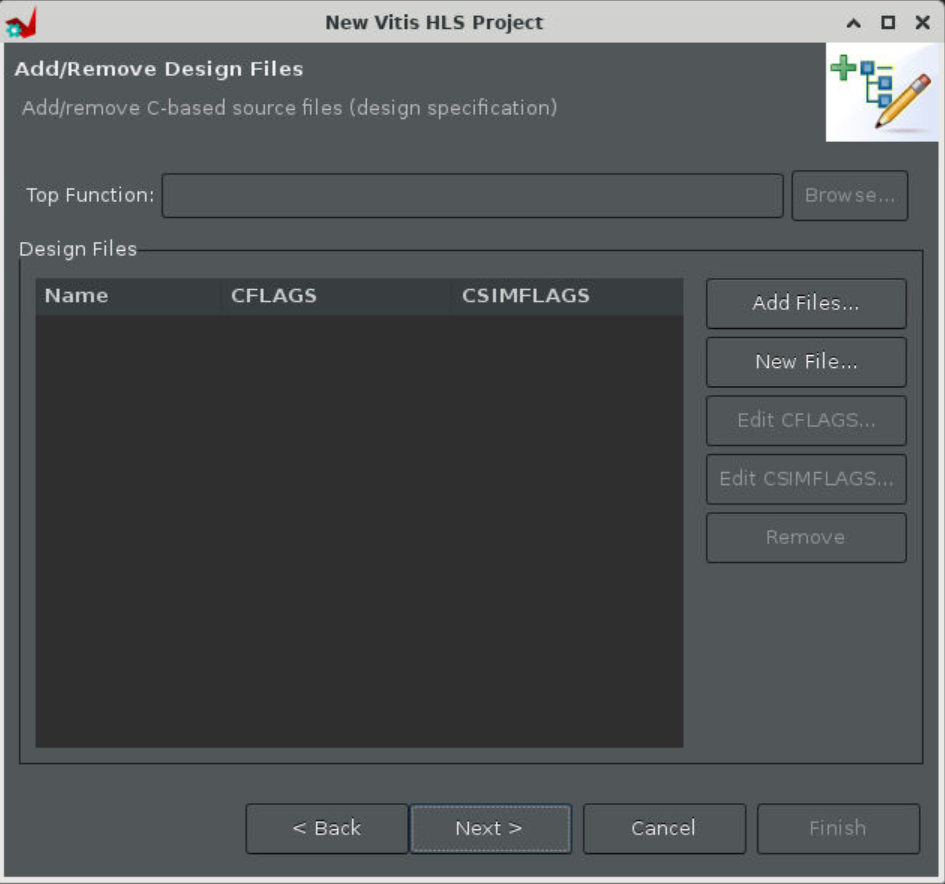 New Vitis HLS Project
Add/Remove Design Files
Add/remove C-based source files (design specification)
Top Function:
Browse...
Design Files
Name CFLAGS CSIMFLAGS
Add Files...
New File...
Edit CFLAGS...
Edit CSIMFLAGS...
Remove
< Back Next > Cancel Finish